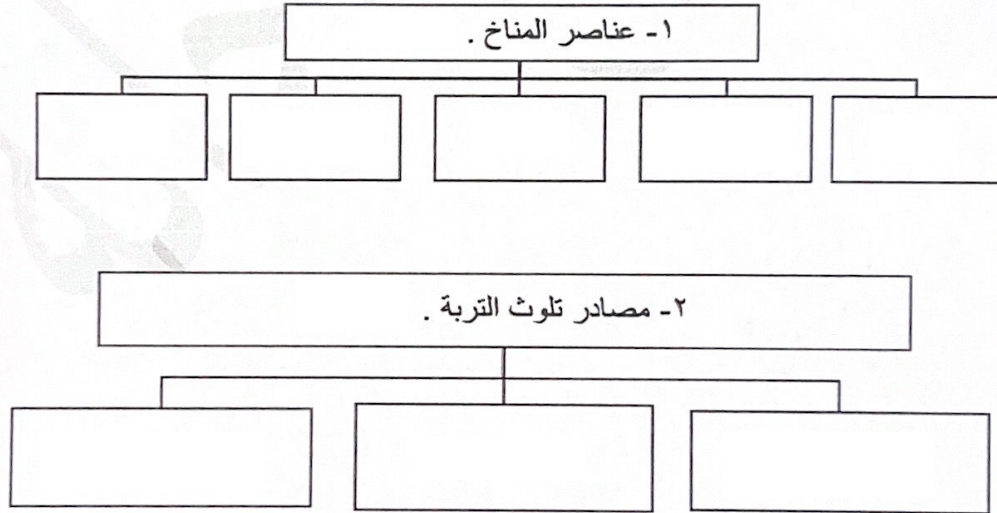 ١- عناصر المناخ .
٢- مصادر تلوث التربة .